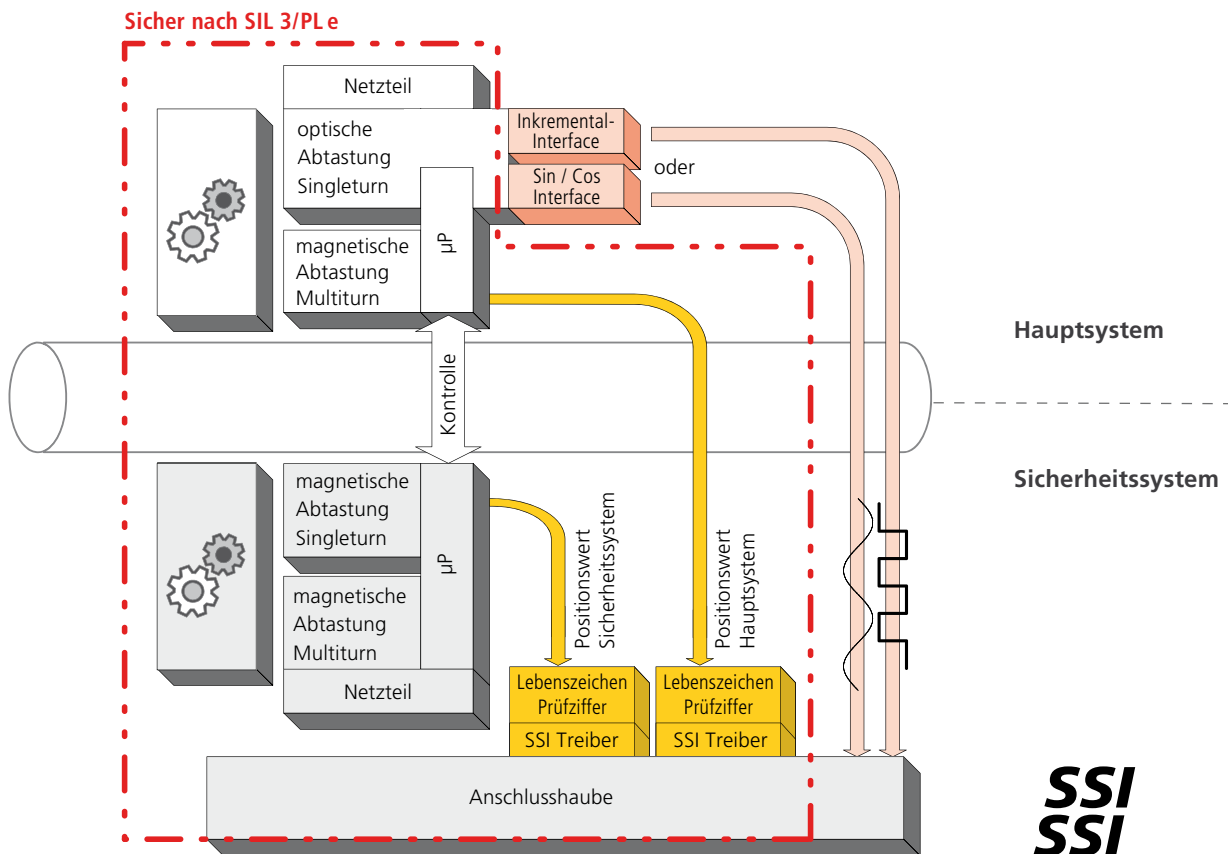 Sicher nach SIL 3/PL e
Netzteil
optische
Abtastung
Singleturn
µP
magnetische
Abtastung
Multiturn
Inkremental-
Interface
oder
Sin / Cos
Interface
Hauptsystem
Kontrolle
Sicherheitssystem
magnetische
Abtastung
Singleturn
µP
magnetische
Abtastung
Multiturn
Netzteil
Positionswert
Sicherheitssystem
Positionswert
Hauptsystem
Lebenszeichen
Prüfziffer
SSI Treiber
Lebenszeichen
Prüfziffer
SSI Treiber
Anschlusshaube
SSI
SSI